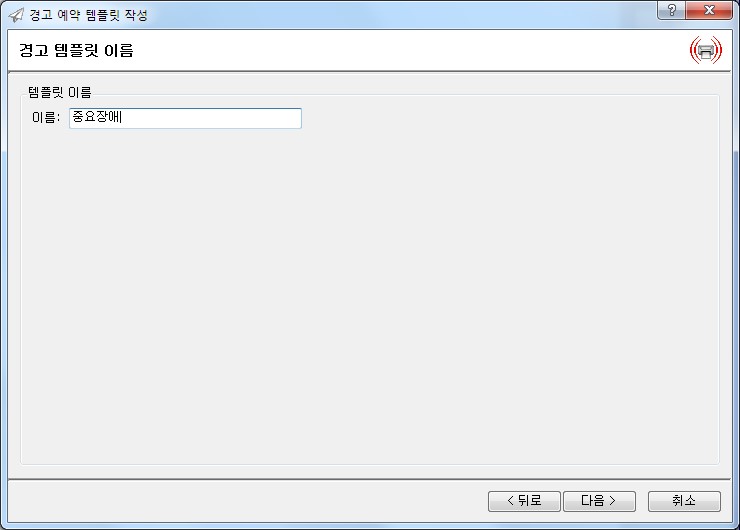 경고 예약 템플릿 작성
경고 템플릿 이름
템플릿 이름
이름: 중요장애
< 뒤로 다음 > 취소